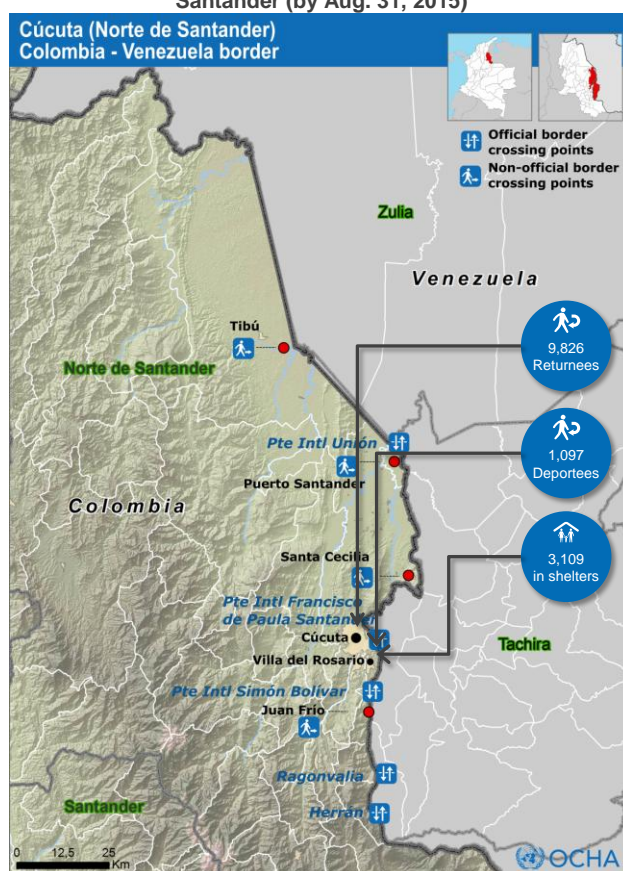 Santander (by Aug. 31, 2015)
Cúcuta (Norte de Santander)
Colombia - Venezuela border
Official border
crossing points
Non-official border
crossing points
Zulia
Venezuela
Tibú
9,826
Returnees
Norte de Santander
1,097
Deportees
Pte Intl Unión
Puerto Santander
Colombia
3,109
in shelters
Santa Cecilia
Pte Intl Francisco
de Paula Santander
Cúcuta
Tachira
Villa del Rosario
Pte Intl Simón Bolívar
Juan Frío
Ragonvalia
Santander
Herrán
0 12,5 25
Km
OCHA